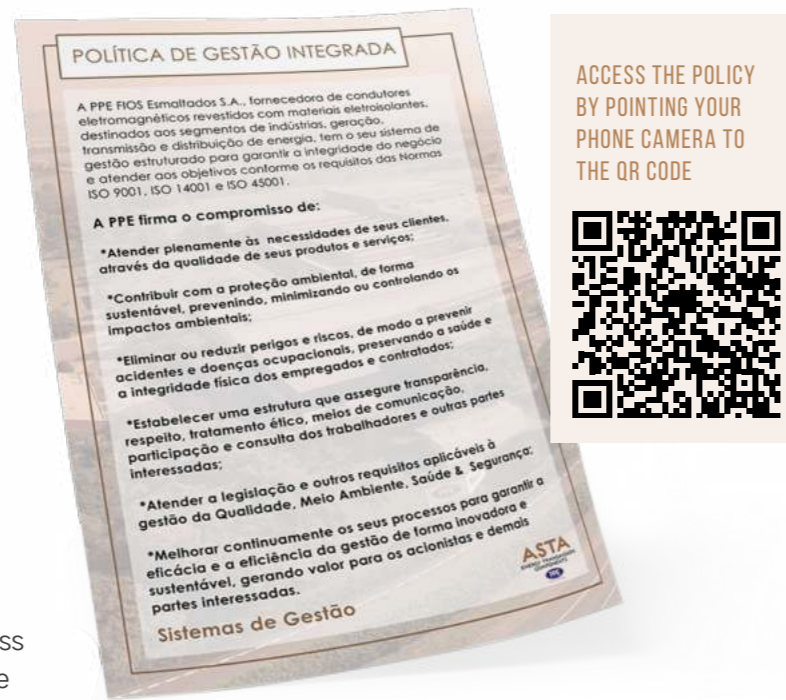 POLÍTICA DE GESTÃO INTEGRADA
A PPE FIOS Esmaltados S.A., fornecedora de condutores
eletromagnéticos revestidos com materiais eletroisolantes,
destinados aos segmentos de indústrias, geração,
transmissão e distribuição de energia, tem o seu sistema de
gestão estruturado para garantir a integridade do negócio
e atender aos objetivos conforme os requisitos das Normas
ISO 9001, ISO 14001 e ISO 45001.
A PPE firma o compromisso de:
*Atender plenamente às necessidades de seus clientes,
através da qualidade de seus produtos e serviços;
*Contribuir com a proteção ambiental, de forma
sustentável, prevenindo, minimizando ou controlando os
impactos ambientais;
*Eliminar ou reduzir perigos e riscos, de modo a prevenir
acidentes e doenças ocupacionais, preservando a saúde e
a integridade física dos empregados e contratados;
*Estabelecer uma estrutura que assegure transparência,
respeito, tratamento ético, meios de comunicação,
participação e consulta dos trabalhadores e outras partes
interessadas;
*Atender a legislação e outros requisitos aplicáveis à
gestão da Qualidade, Meio Ambiente, Saúde & Segurança;
*Melhorar continuamente os seus processos para garantir a
eficácia e a eficiência da gestão de forma inovadora e
sustentável, gerando valor para os acionistas e demais
partes interessadas.
Sistemas de Gestão
ASTA
ENERGY TRANSMISSION
COMPONENTS
PPE
ACCESS THE POLICY
BY POINTING YOUR
PHONE CAMERA TO
THE QR CODE
ss
e